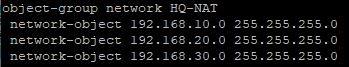 object-group network HQ-NAT
network-object 192.168.10.0 255.255.255.0
network-object 192.168.20.0 255.255.255.0
network-object 192.168.30.0 255.255.255.0